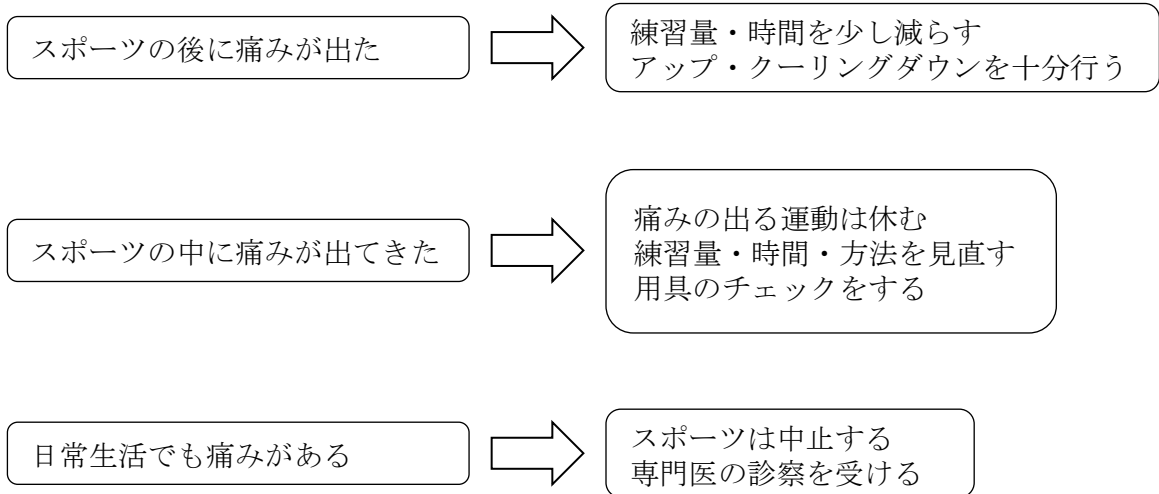 スポーツの後に痛みが出た
練習量・時間を少し減らす
アップ・クーリングダウンを十分行う
スポーツの中に痛みが出てきた
痛みの出る運動は休む
練習量・時間・方法を見直す
用具のチェックをする
日常生活でも痛みがある
スポーツは中止する
専門医の診察を受ける